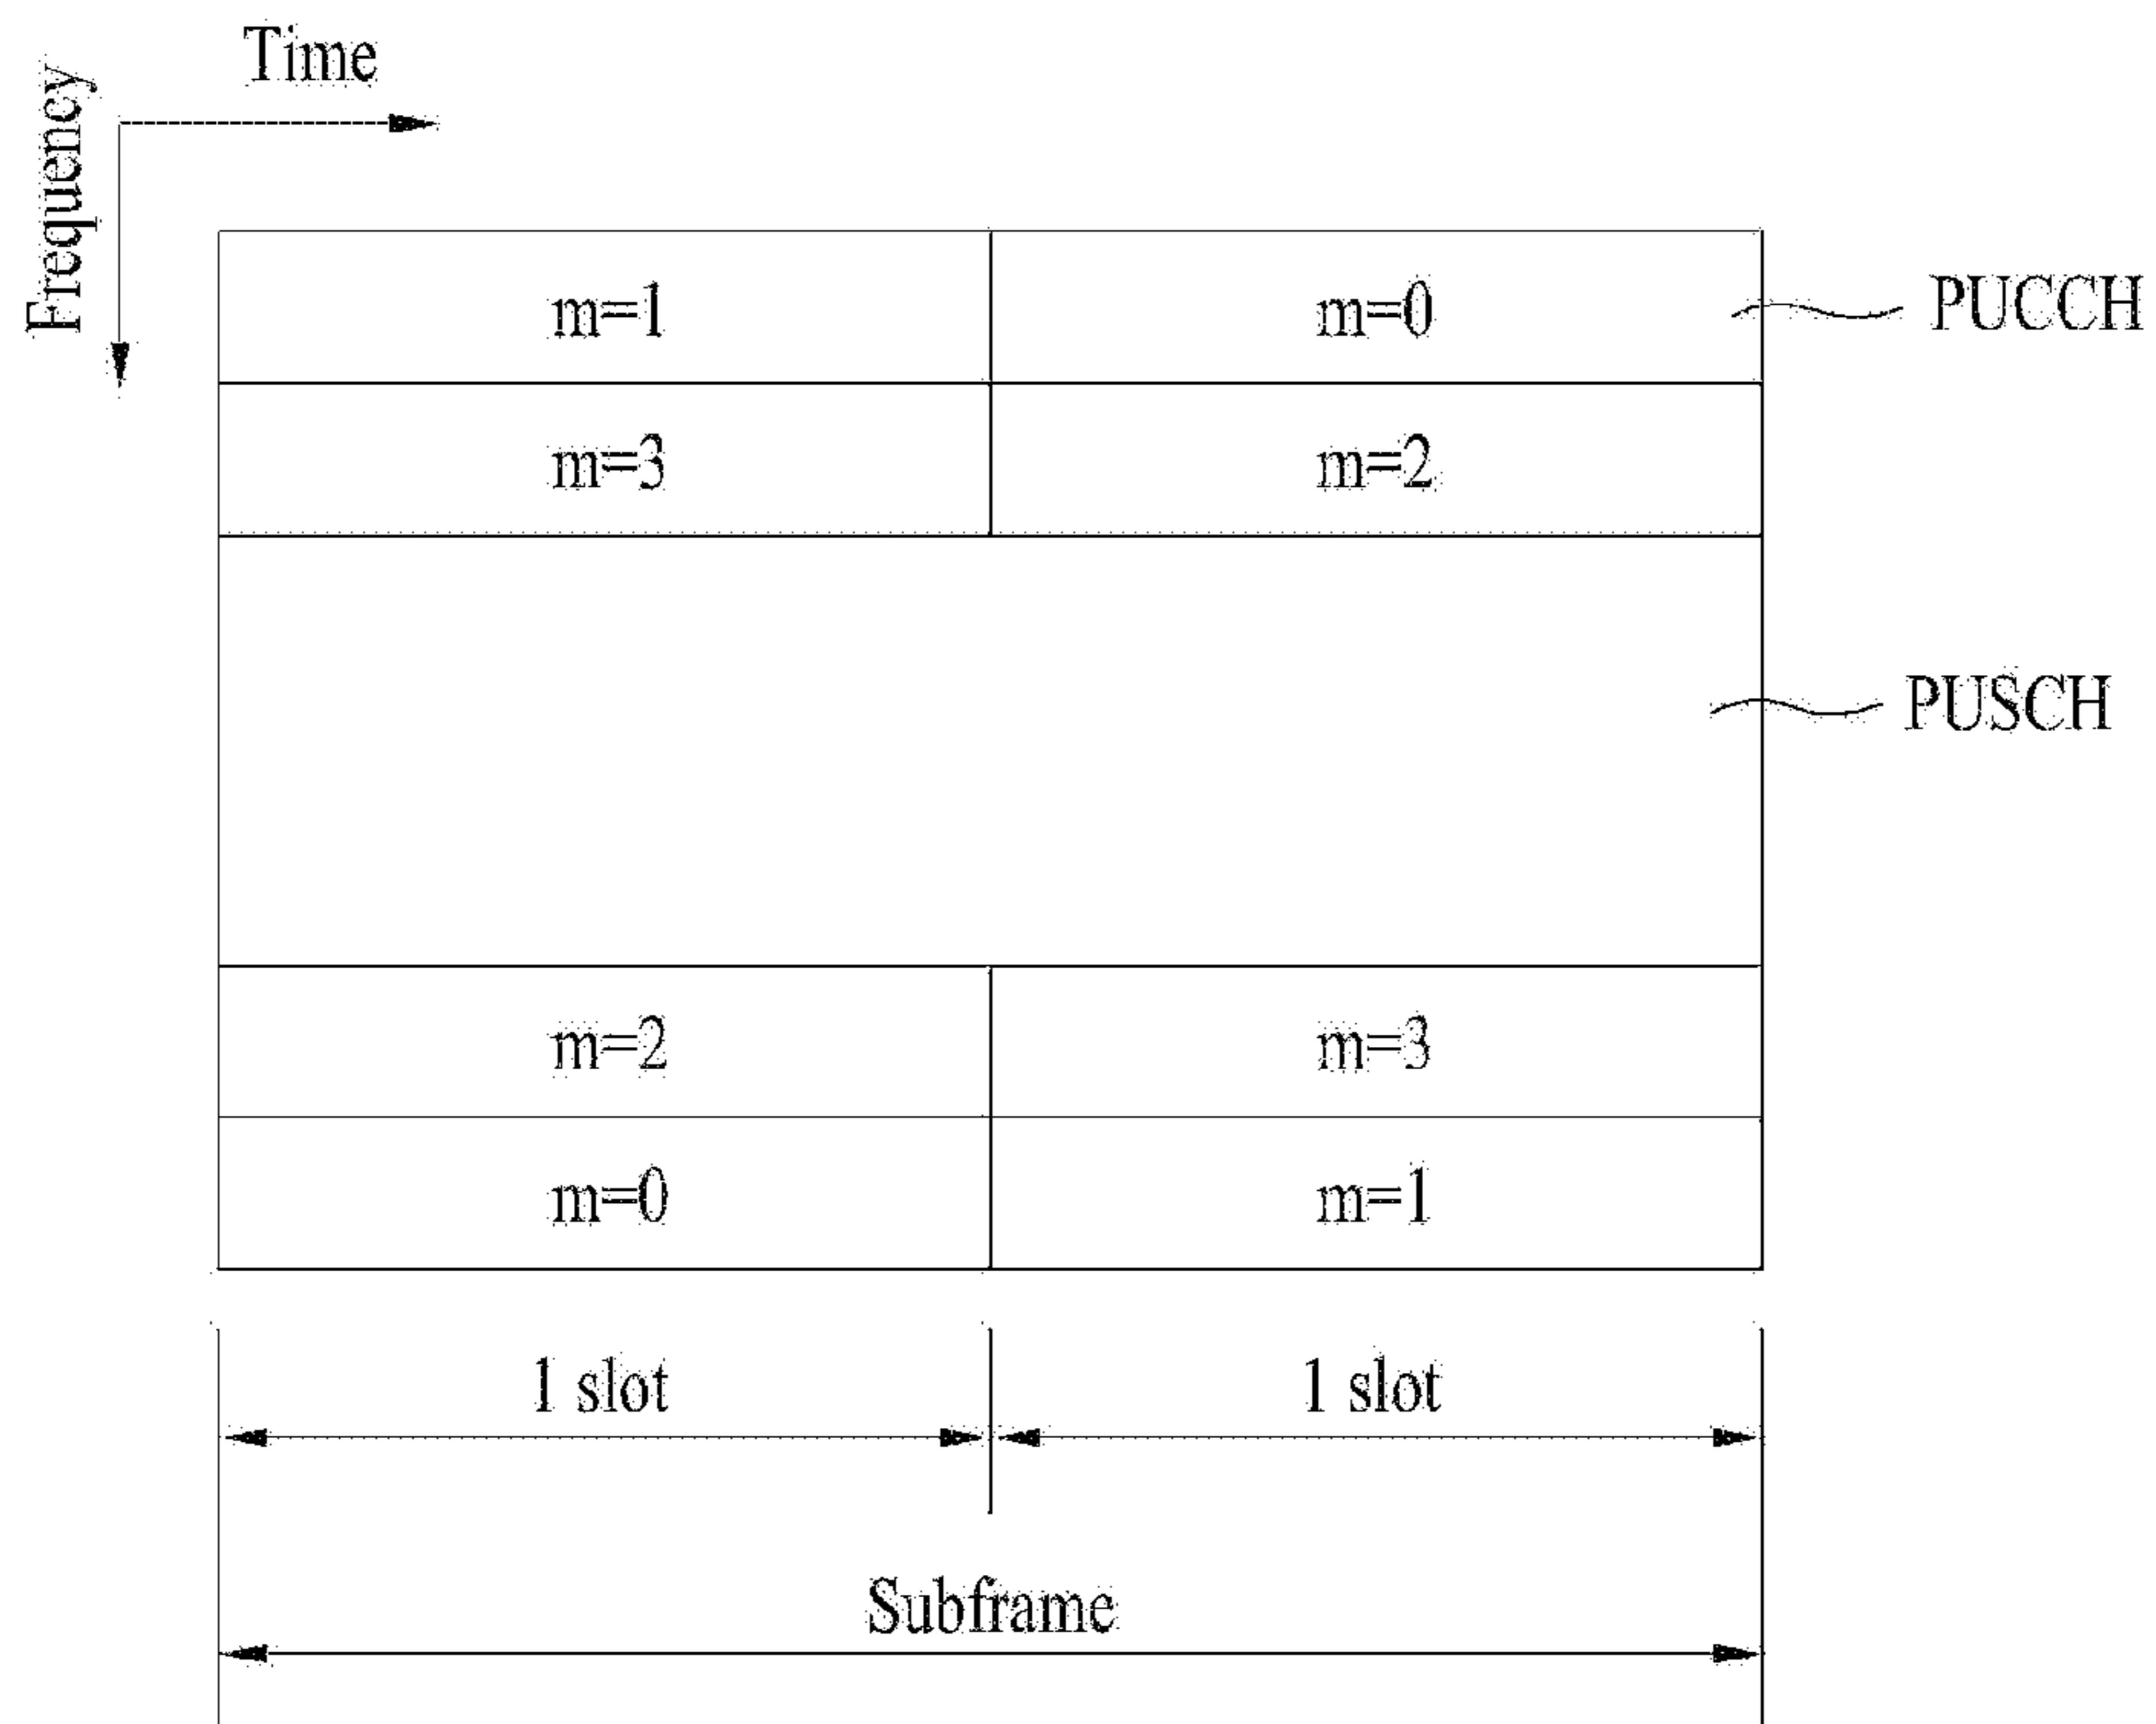 Time
Frequency
m=1 m=0 PUCCH
m=3 m=2
PUSCH
m=2 m=3
m=0 m=1
1 slot 1 slot
Subframe